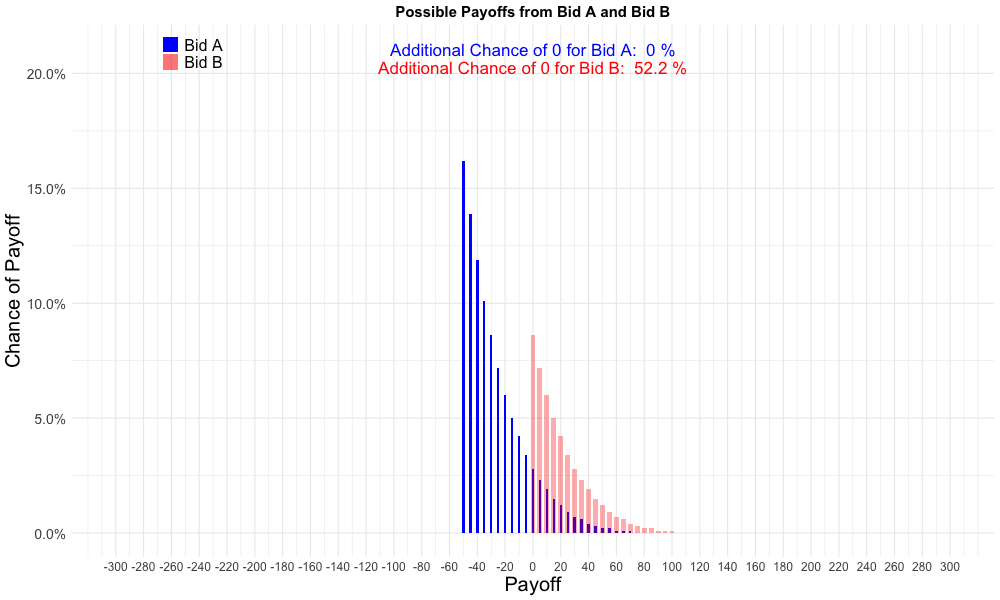 Possible Payoffs from Bid A and Bid B
Bid A
Bid B
Additional Chance of 0 for Bid A:  0 %
Additional Chance of 0 for Bid B:  52.2 %
Chance of Payoff
20.0%
15.0%
10.0%
5.0%
0.0%
-300 -280 -260 -240 -220 -200 -180 -160 -140 -120 -100 -80 -60 -40 -20 0 20 40 60 80 100 120 140 160 180 200 220 240 260 280 300
Payoff